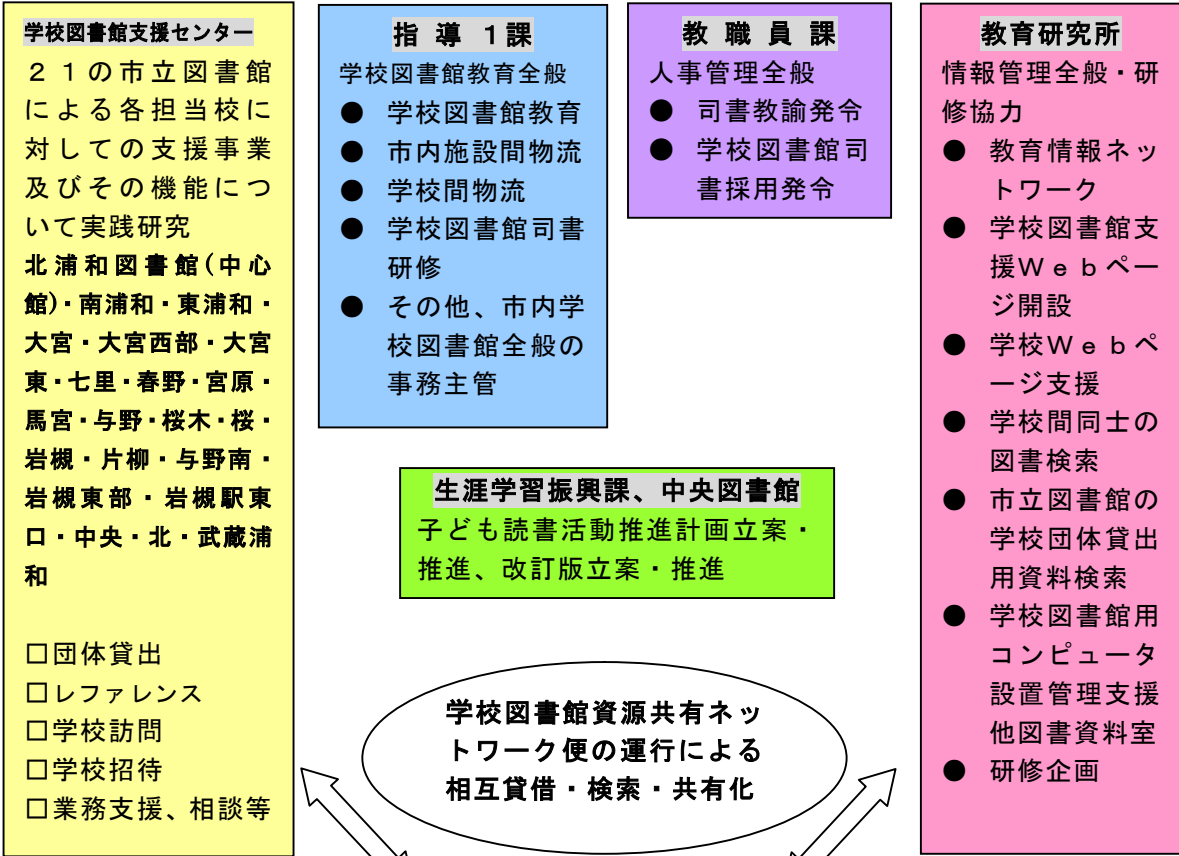 学校図書館支援センター
２１の市立図書館
による各担当校に
対しての支援事業
及びその機能につ
いて実践研究
北浦和図書館(中心
館)・南浦和・東浦和・
大宮・大宮西部・大宮
東・七里・春野・宮原・
馬宮・与野・桜木・桜・
岩槻・片柳・与野南・
岩槻東部・岩槻駅東
口・中央・北・武蔵浦
和
□団体貸出
□レファレンス
□学校訪問
□学校招待
□業務支援、相談等
指 導 1課
学校図書館教育全般
● 学校図書館教育
● 市内施設間物流
● 学校間物流
● 学校図書館司書
研修
● その他、市内学
校図書館全般の
事務主管
教 職 員 課
人事管理全般
● 司書教諭発令
● 学校図書館司
書採用発令
教育研究所
情報管理全般・研
修協力
● 教育情報ネッ
トワーク
● 学校図書館支
援Ｗｅｂペー
ジ開設
● 学校Ｗｅｂペ
ージ支援
● 学校間同士の
図書検索
● 市立図書館の
学校団体貸出
用資料検索
● 学校図書館用
コンピュータ
設置管理支援
他図書資料室
● 研修企画
生涯学習振興課、中央図書館
子ども読書活動推進計画立案・
推進、改訂版立案・推進
学校図書館資源共有ネッ
トワーク便の運行による
相互貸借・検索・共有化